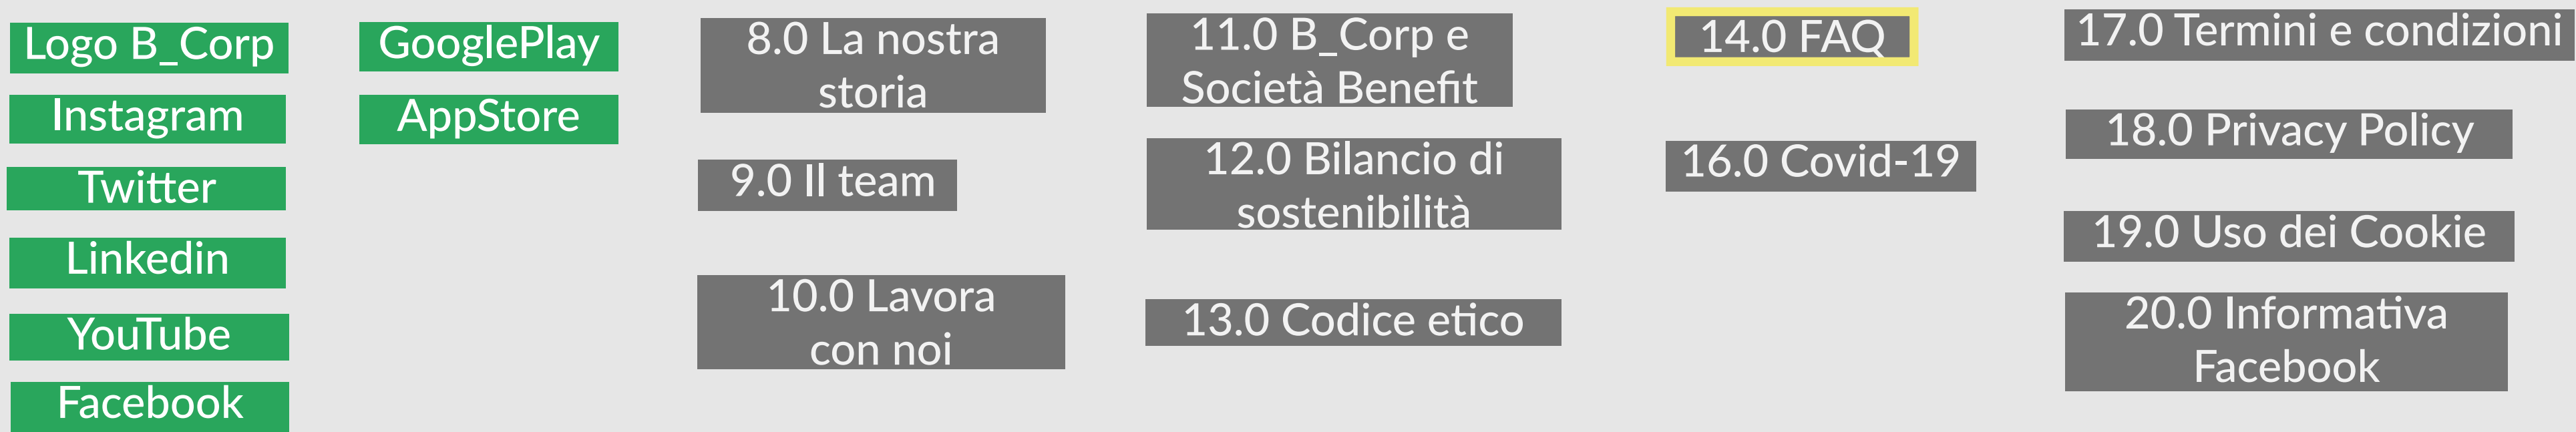 Logo B_Corp
Instagram
Twitter
Linkedin
YouTube
Facebook
GooglePlay
AppStore
8.0 La nostra
storia
9.0 Il team
10.0 Lavora
con noi
11.0 B_Corp e
Società Benefit
12.0 Bilancio di
sostenibilità
13.0 Codice etico
14.0 FAQ
16.0 Covid-19
17.0 Termini e condizioni
18.0 Privacy Policy
19.0 Uso dei Cookie
20.0 Informativa
Facebook